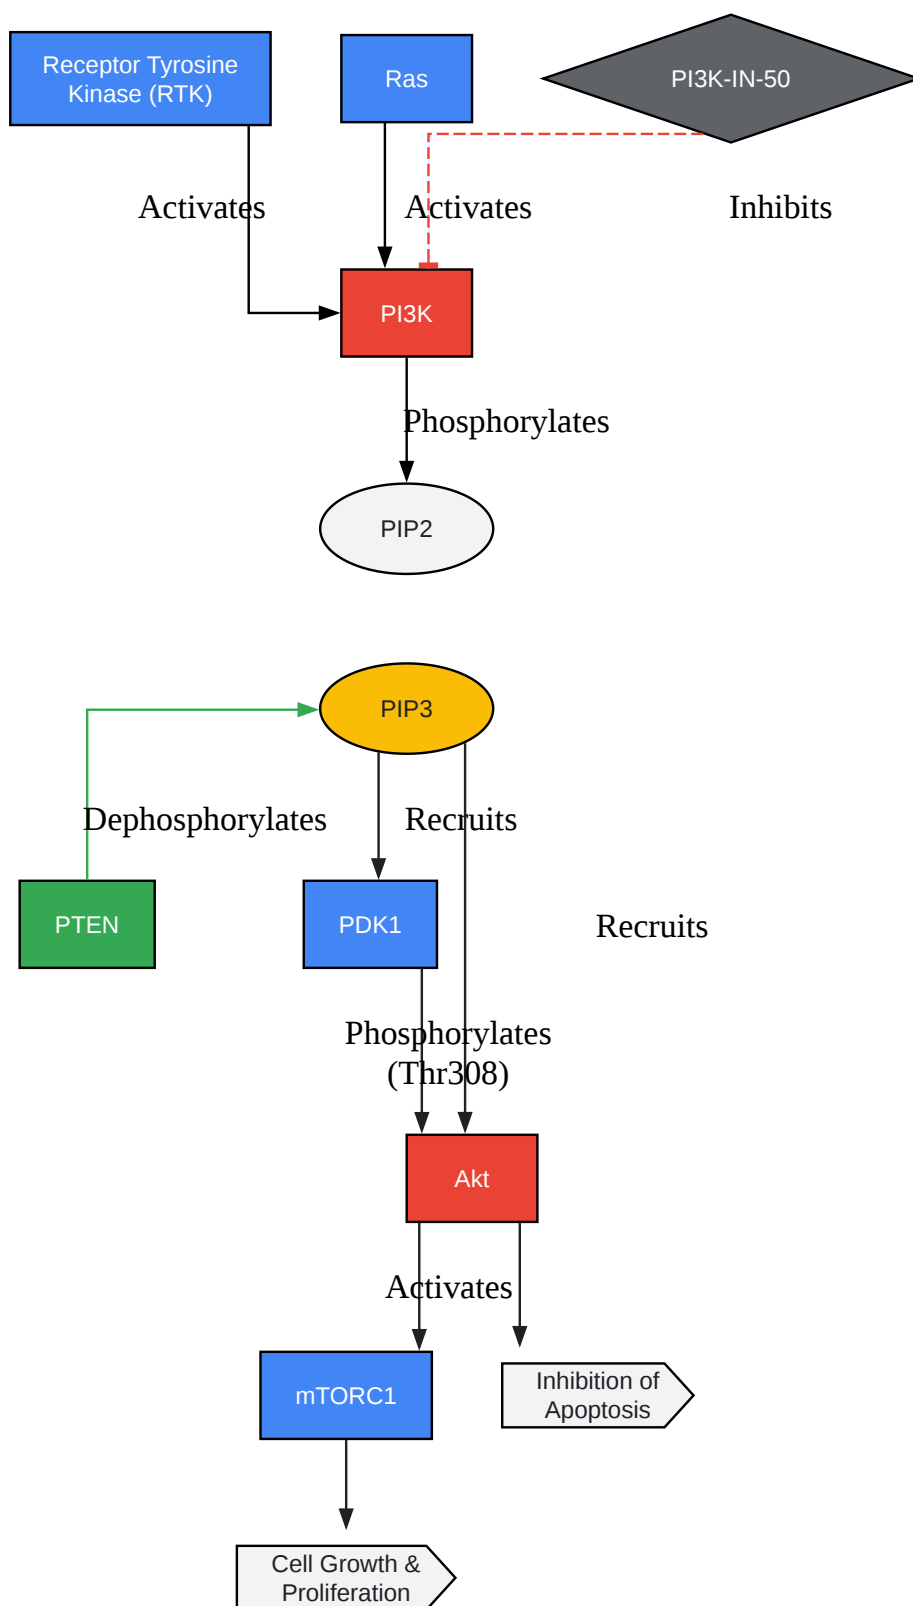 Receptor Tyrosine
Kinase (RTK)
Ras
PI3K-IN-50
Activates
Activates
Inhibits
PI3K
Phosphorylates
PIP2
PIP3
Dephosphorylates
Recruits
PTEN
PDK1
Recruits
Phosphorylates
(Thr308)
Akt
Activates
mTORC1
Inhibition of
Apoptosis
Cell Growth &
Proliferation